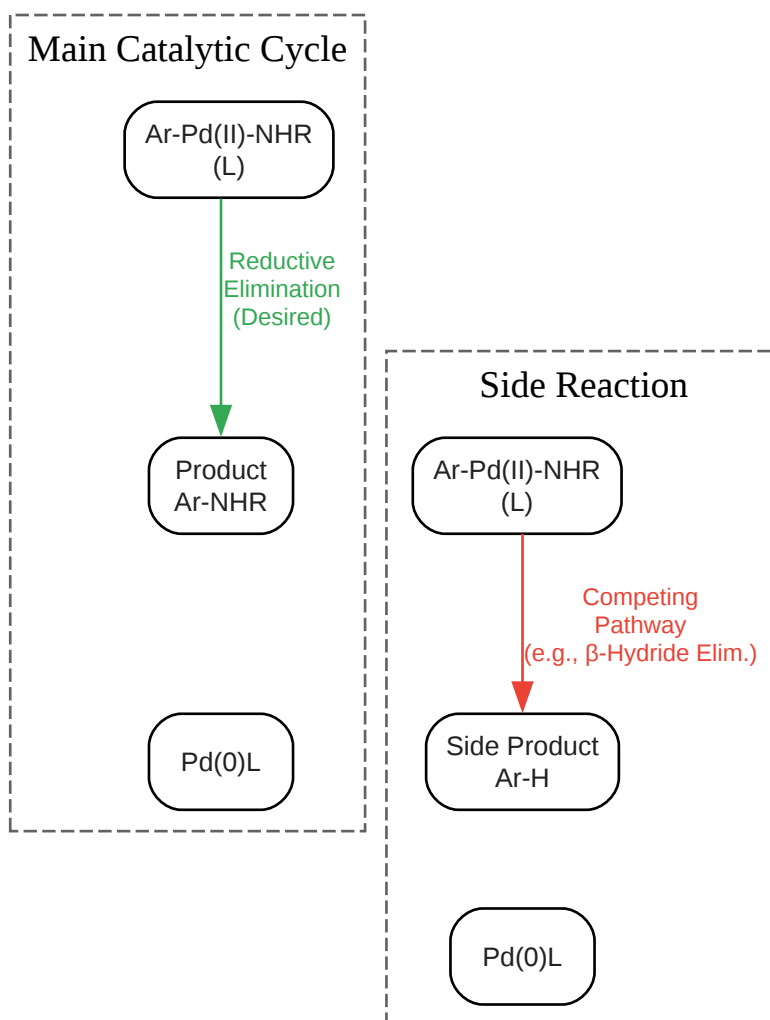 Main Catalytic Cycle
Ar-Pd(II)-NHR
(L)
Reductive
Elimination
(Desired)
Product
Ar-NHR
Pd(0)L
Side Reaction
Ar-Pd(II)-NHR
(L)
Competing
Pathway
(e.g., β-Hydride Elim.)
Side Product
Ar-H
Pd(0)L